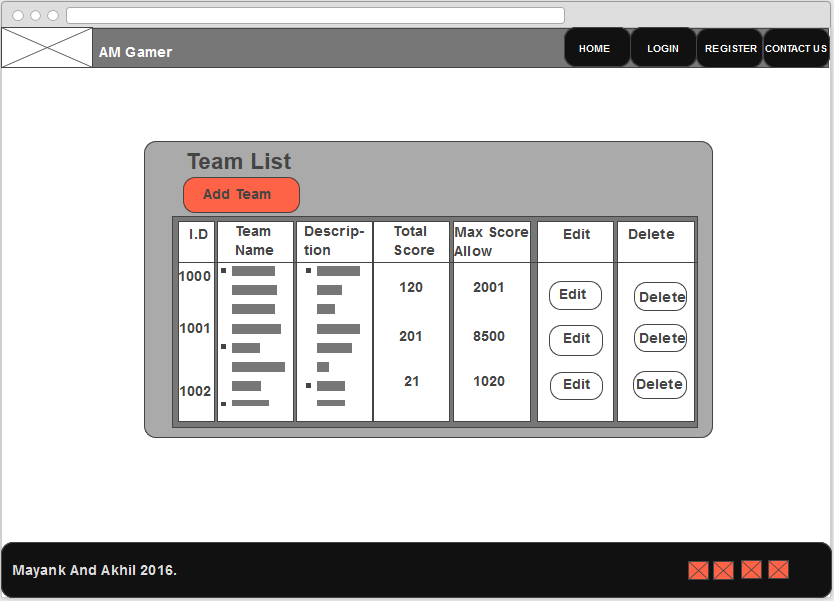 AM Gamer
HOME LOGIN REGISTER CONTACT US
Team List
Add Team
I.D Team Name Descrip-tion Total Score Max Score Allow Edit Delete
1000 120 2001 Edit Delete
1001 201 8500 Edit Delete
1002 21 1020 Edit Delete
Mayank And Akhil 2016.